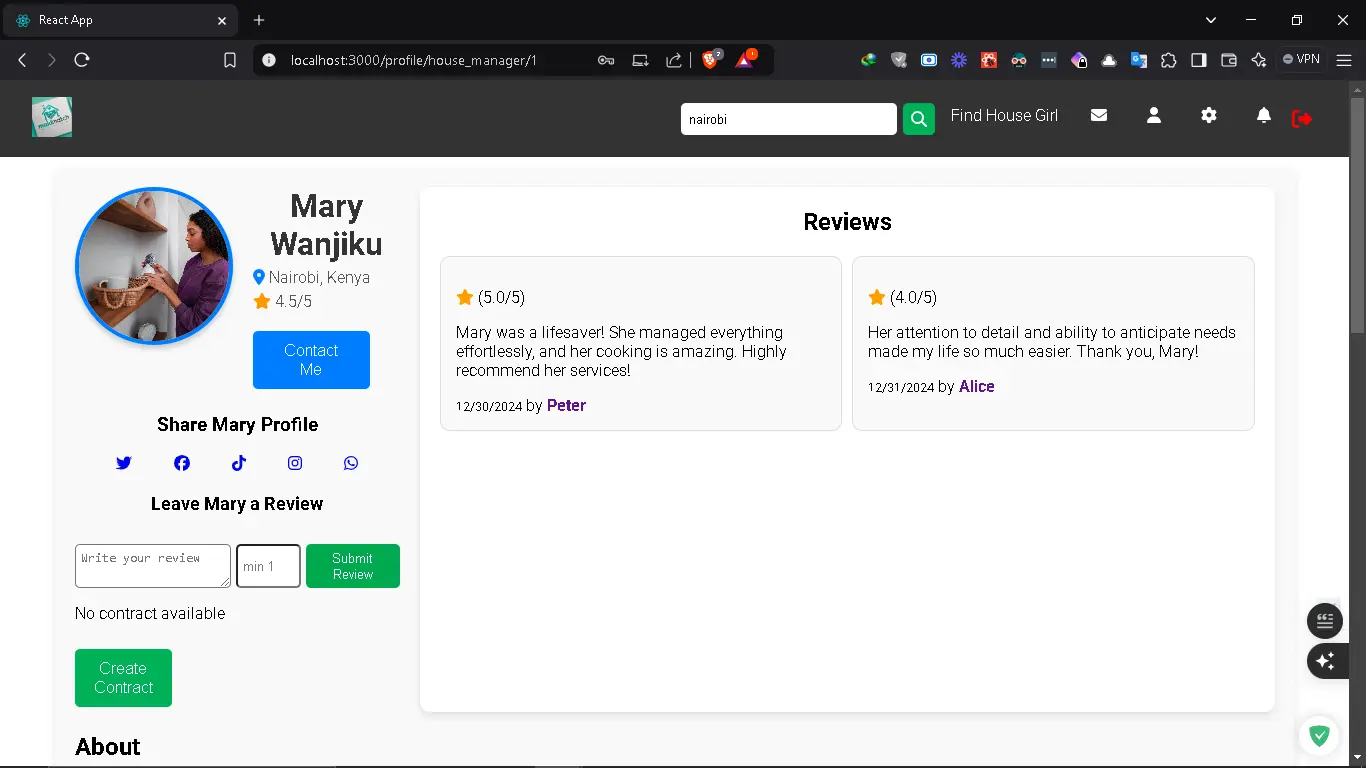 React App
localhost:3000/profile/house_manager/1
2
1
VPN
nairobi
Find House Girl
Mary
Wanjiku
Nairobi, Kenya
4.5/5
Contact
Me
Share Mary Profile
Leave Mary a Review
Write your review
min 1
Submit
Review
No contract available
Create
Contract
About
Reviews
(5.0/5)
Mary was a lifesaver! She managed everything
effortlessly, and her cooking is amazing. Highly
recommend her services!
12/30/2024 by Peter
(4.0/5)
Her attention to detail and ability to anticipate needs
made my life so much easier. Thank you, Mary!
12/31/2024 by Alice